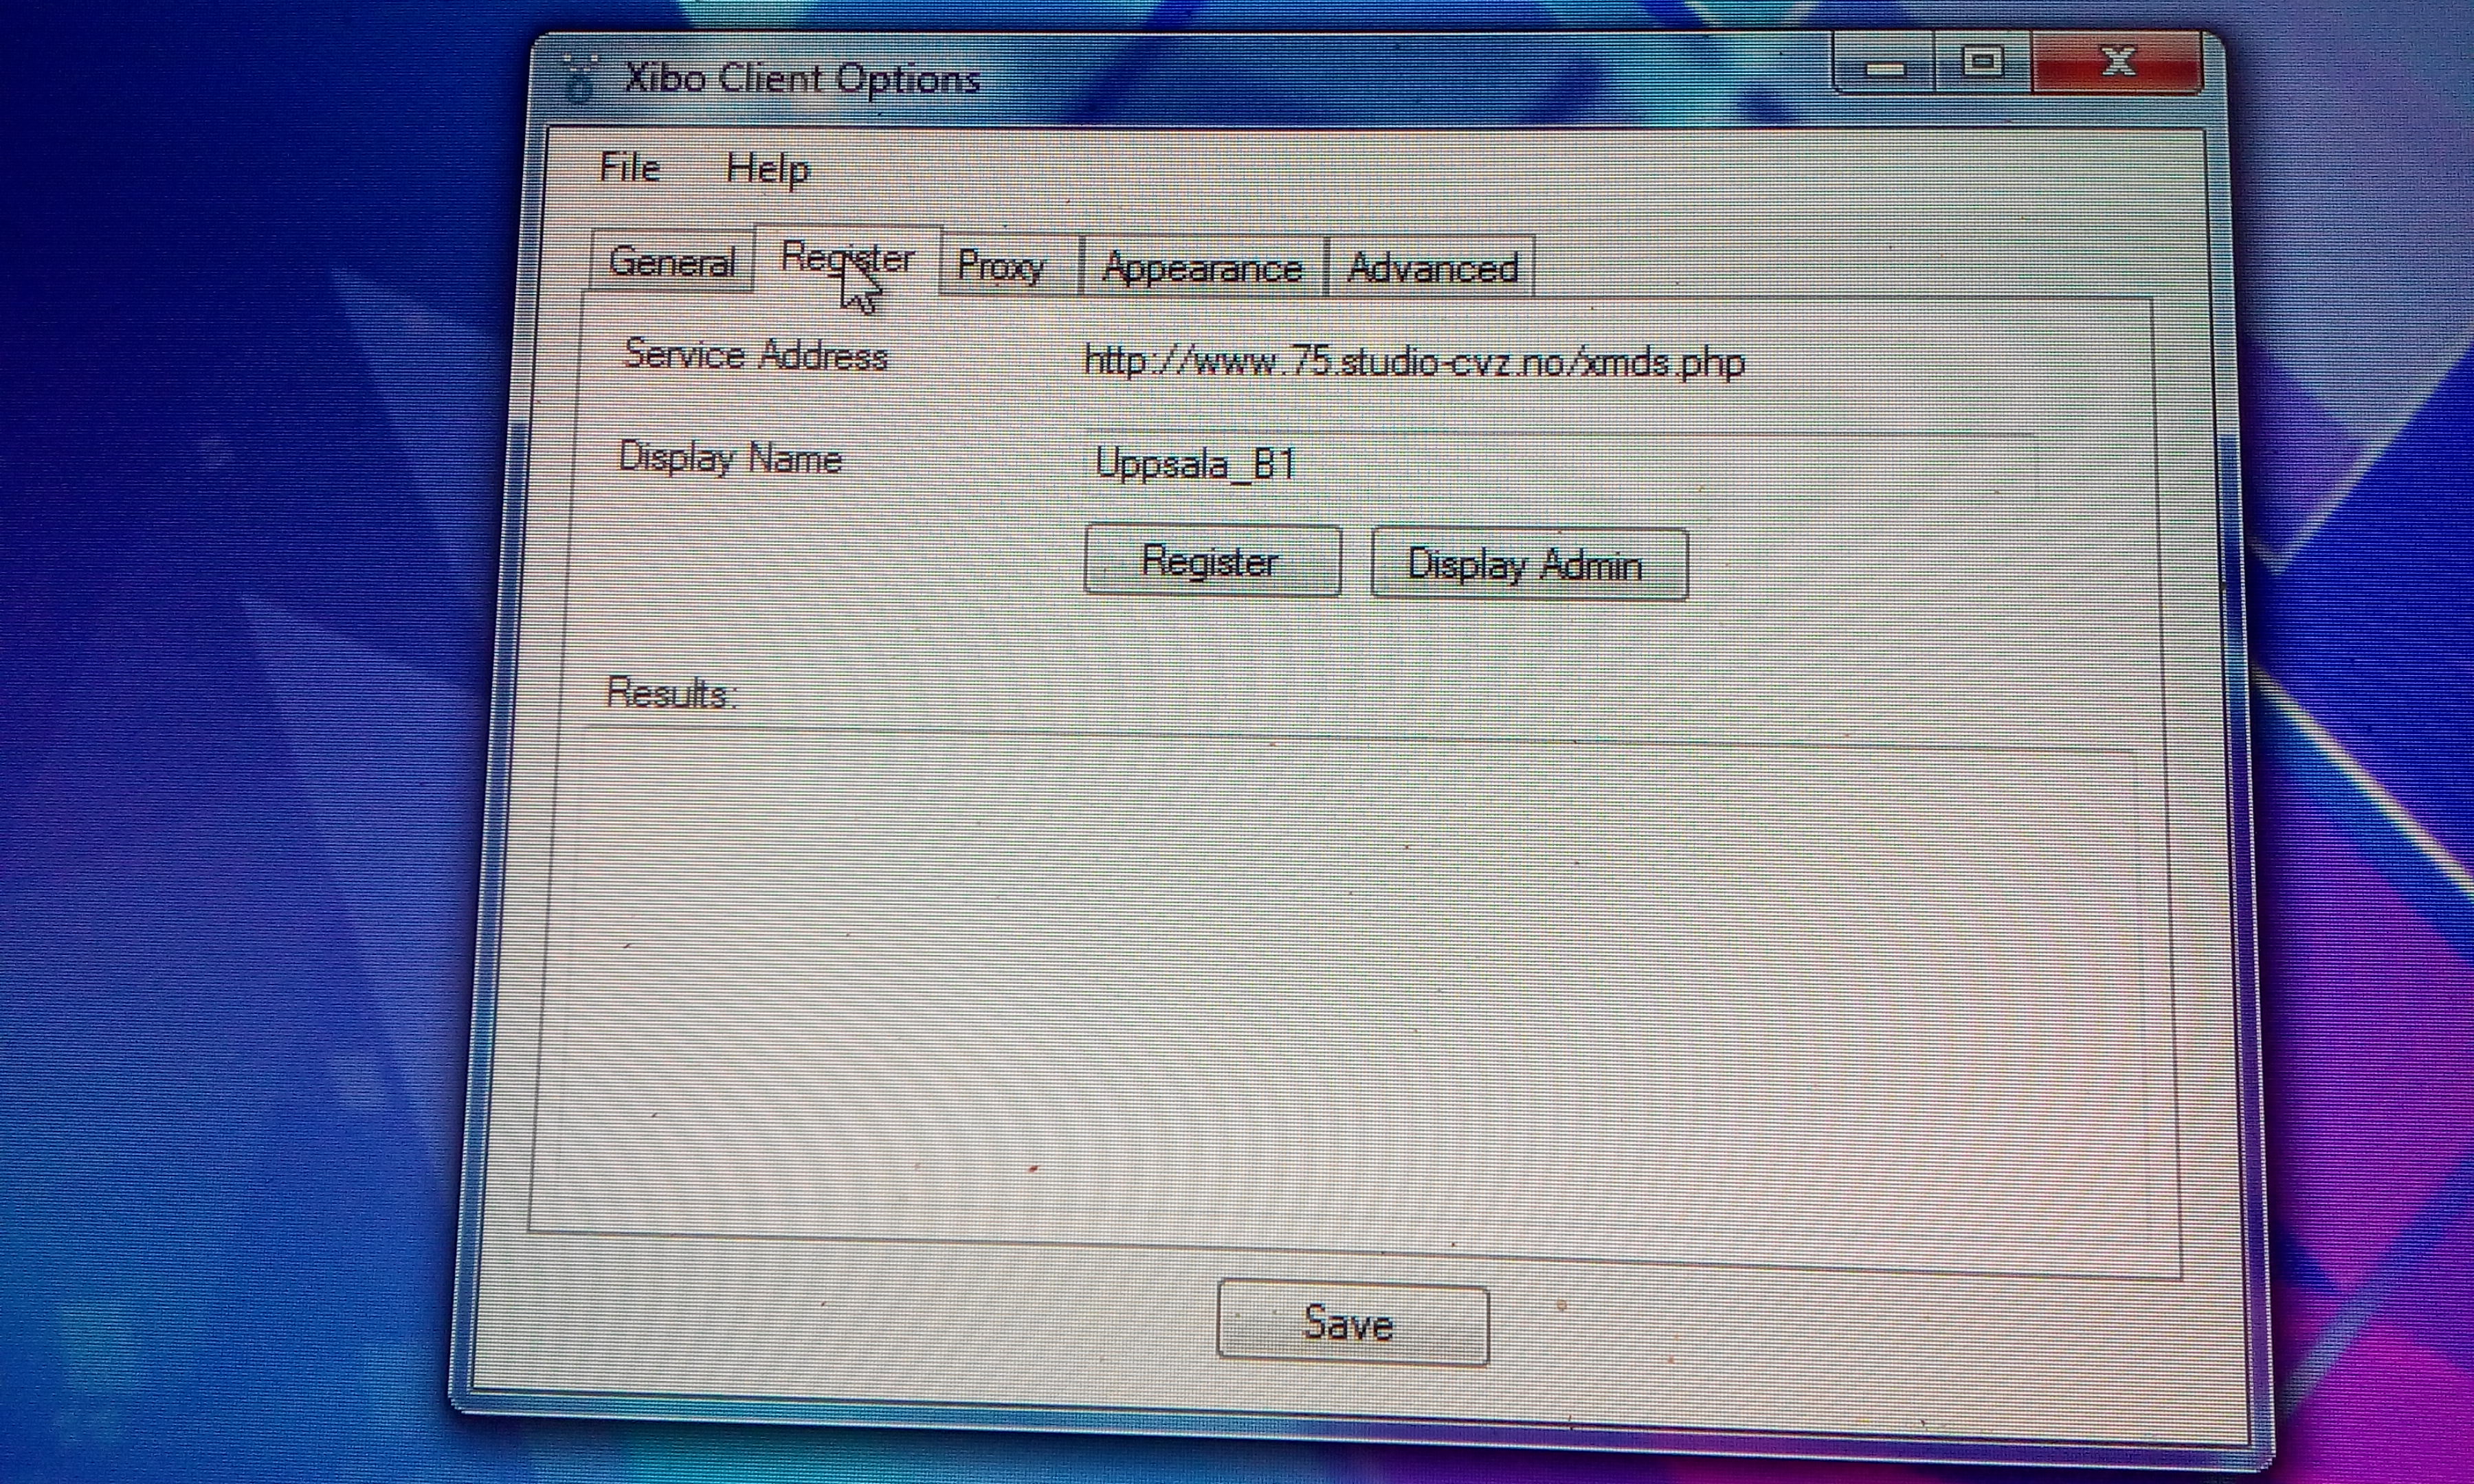 Xibo Client Options
File Help
General Register Proxy Appearance Advanced
Service Address http://www.75.studio-cvz.no/xmds.php
Display Name Uppsala_B1
Register Display Admin
Results:
Save